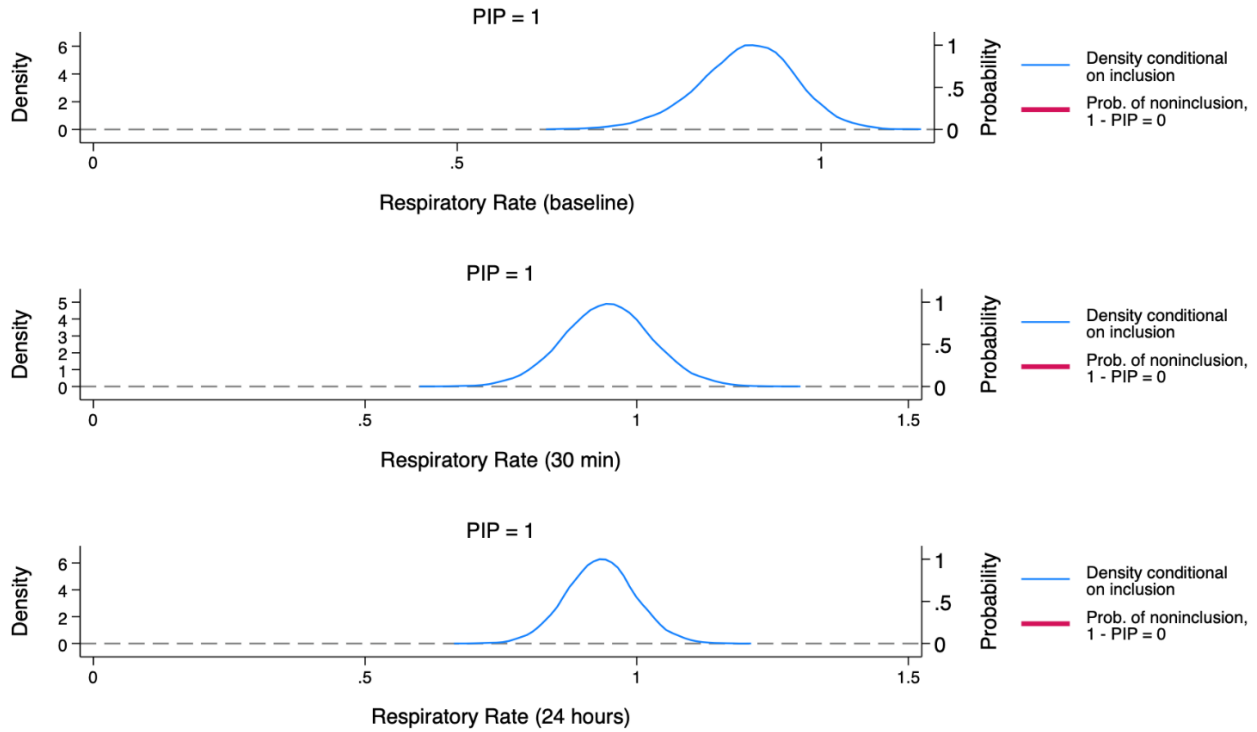 PIP = 1
Density
6
4
2
0
1
.5
0
Probability
Density conditional
on inclusion
Prob. of noninclusion,
1 - PIP = 0
0
.5
1
Respiratory Rate (baseline)
PIP = 1
Density
5
4
3
2
1
0
1
.5
0
Probability
Density conditional
on inclusion
Prob. of noninclusion,
1 - PIP = 0
0
.5
1
1.5
Respiratory Rate (30 min)
PIP = 1
Density
6
4
2
0
1
.5
0
Probability
Density conditional
on inclusion
Prob. of noninclusion,
1 - PIP = 0
0
.5
1
1.5
Respiratory Rate (24 hours)